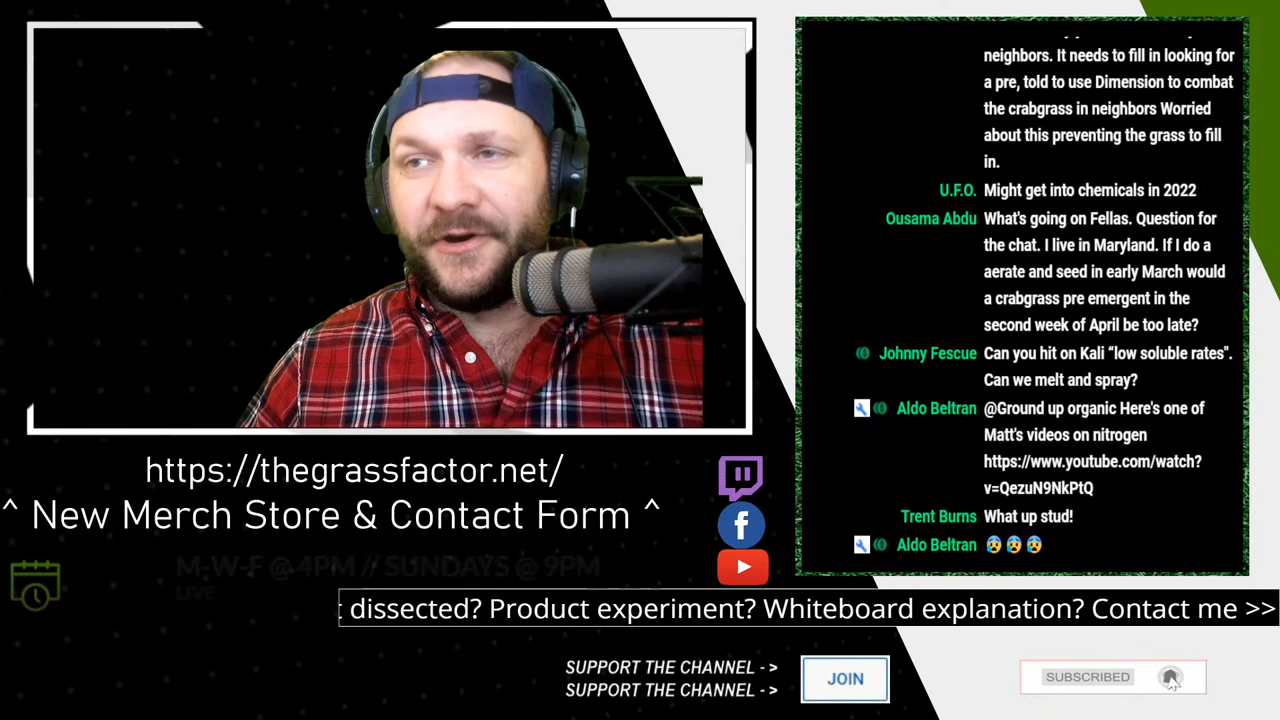 neighbors. It needs to fill in looking for
a pre, told to use Dimension to combat
the crabgrass in neighbors Worried
about this preventing the grass to fill
in.
U.F.O. Might get into chemicals in 2022
Ousama Abdu What's going on Fellas. Question for
the chat. I live in Maryland. If I do a
aerate and seed in early March would
a crabgrass pre emergent in the
second week of April be too late?
Johnny Fescue Can you hit on Kali “low soluble rates".
Can we melt and spray?
Aldo Beltran @Ground up organic Here's one of
Matt's videos on nitrogen
https://www.youtube.com/watch?
v=QezuN9NkPtQ
Trent Burns What up stud!
Aldo Beltran 😰😰😰
https://thegrassfactor.net/
^ New Merch Store & Contact Form ^
M-W-F @4PM // SUNDAYS @ 9PM
LIVE
dissected? Product experiment? Whiteboard explanation? Contact me >>
SUPPORT THE CHANNEL - >
SUPPORT THE CHANNEL - >
JOIN
SUBSCRIBED